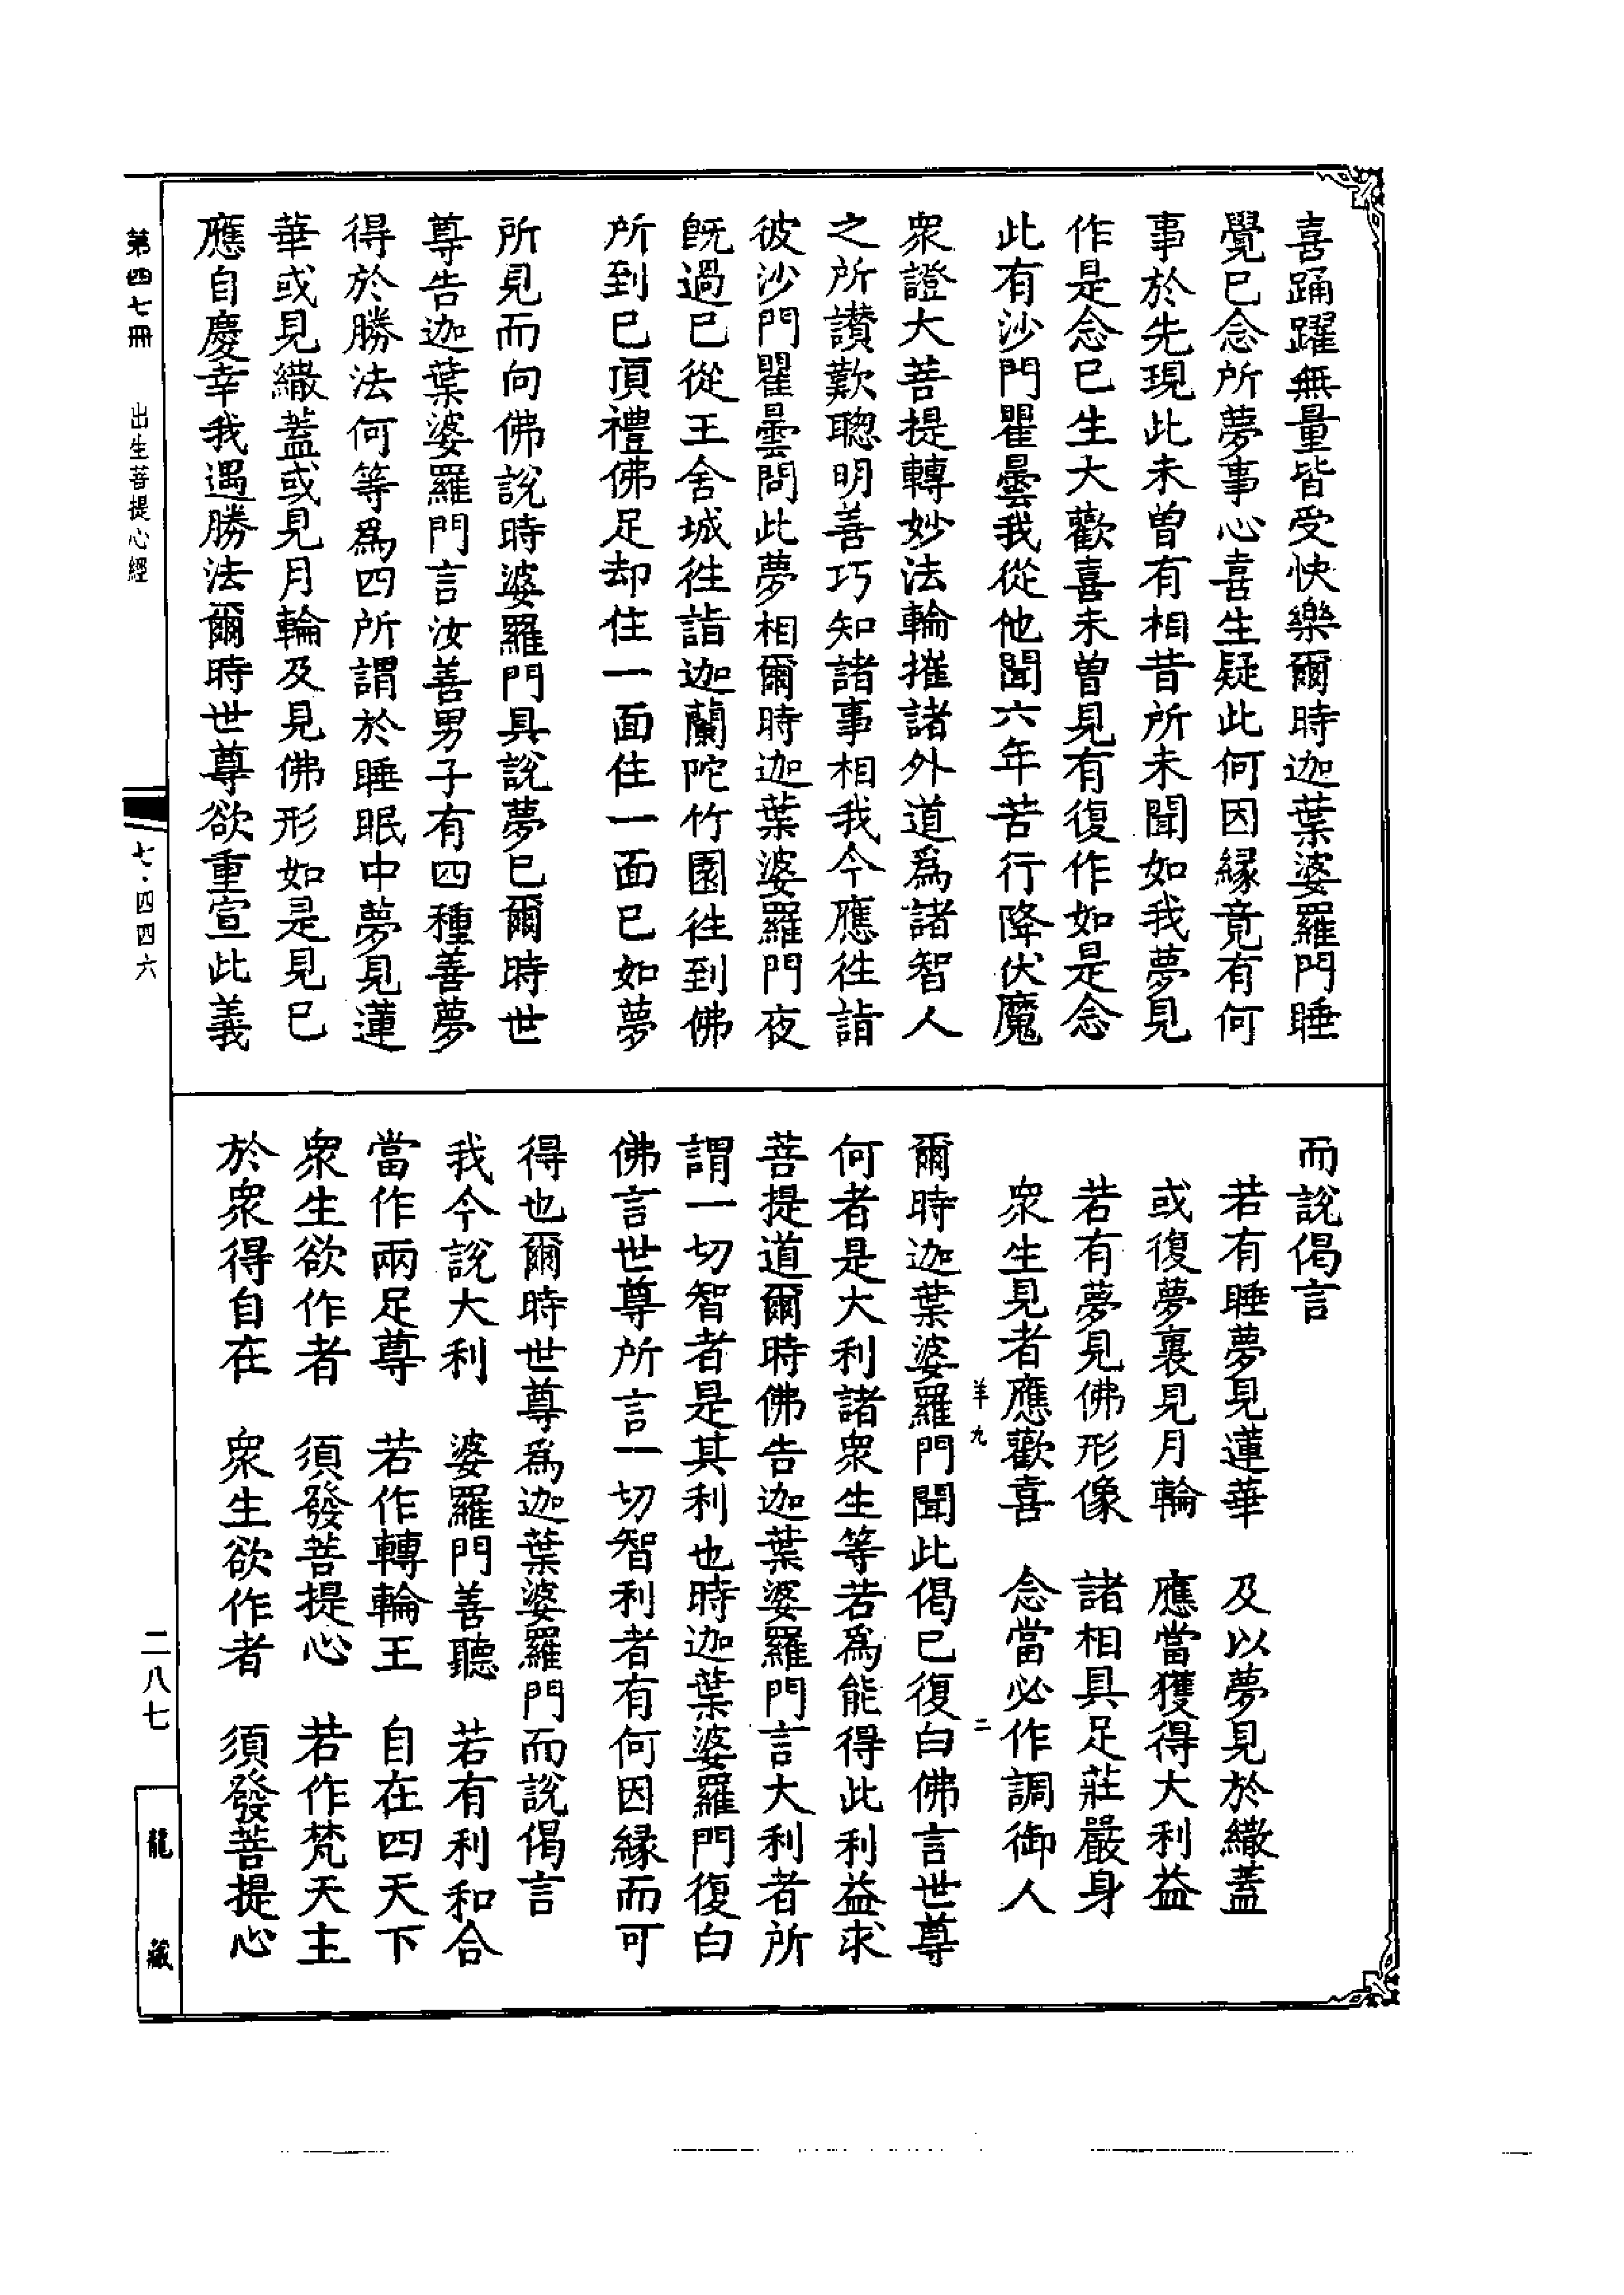 喜踊躍無量皆受快樂爾時迦葉婆羅門睡
覺已念所夢事心喜生疑此何因緣竟有何
事於先現此未曾有相昔所未聞如我夢見
作是念已生大歡喜未曾見有復作如是念
此有沙門瞿曇我從他聞六年苦行降伏魔
衆證大菩提轉妙法輪摧諸外道爲諸智人
之所讚歎聰明善巧知諸事相我今應往詣
彼沙門瞿曇問此夢相爾時迦葉婆羅門夜
既過已從王舍城往詣迦蘭陀竹園往到佛
所到已頂禮佛足却住一面住一面已如夢
所見而向佛說時婆羅門具說夢已爾時世
尊告迦葉婆羅門言汝善男子有四種善夢
得於勝法何等爲四所謂於睡眠中夢見蓮
華或見繖蓋或見月輪及見佛形如是見已
應自慶幸我遇勝法爾時世尊欲重宣此義
而說偈言
若有睡夢見蓮華　及以夢見於繖蓋
或復夢裏見月輪　應當獲得大利益
若有夢見佛形像　諸相具足莊嚴身
衆生見者應歡喜　念當必作調御人
羊九　二
爾時迦葉婆羅門聞此偈已復白佛言世尊
何者是大利諸衆生等若爲能得此利益求
菩提道爾時佛告迦葉婆羅門言大利者所
謂一切智者是其利也時迦葉婆羅門復白
佛言世尊所言一切智利者有何因緣而可
得也爾時世尊爲迦葉婆羅門而說偈言
我今說大利　婆羅門善聽　若有利和合
當作兩足尊　若作轉輪王　自在四天下
衆生欲作者　須發菩提心　若作梵天主
於衆得自在　衆生欲作者　須發菩提心
第四七冊　出生菩提心經
七·四四六
二八七
龍藏